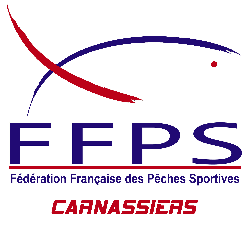 FFPS
Fédération Française des Pêches Sportives
CARNASSIERS